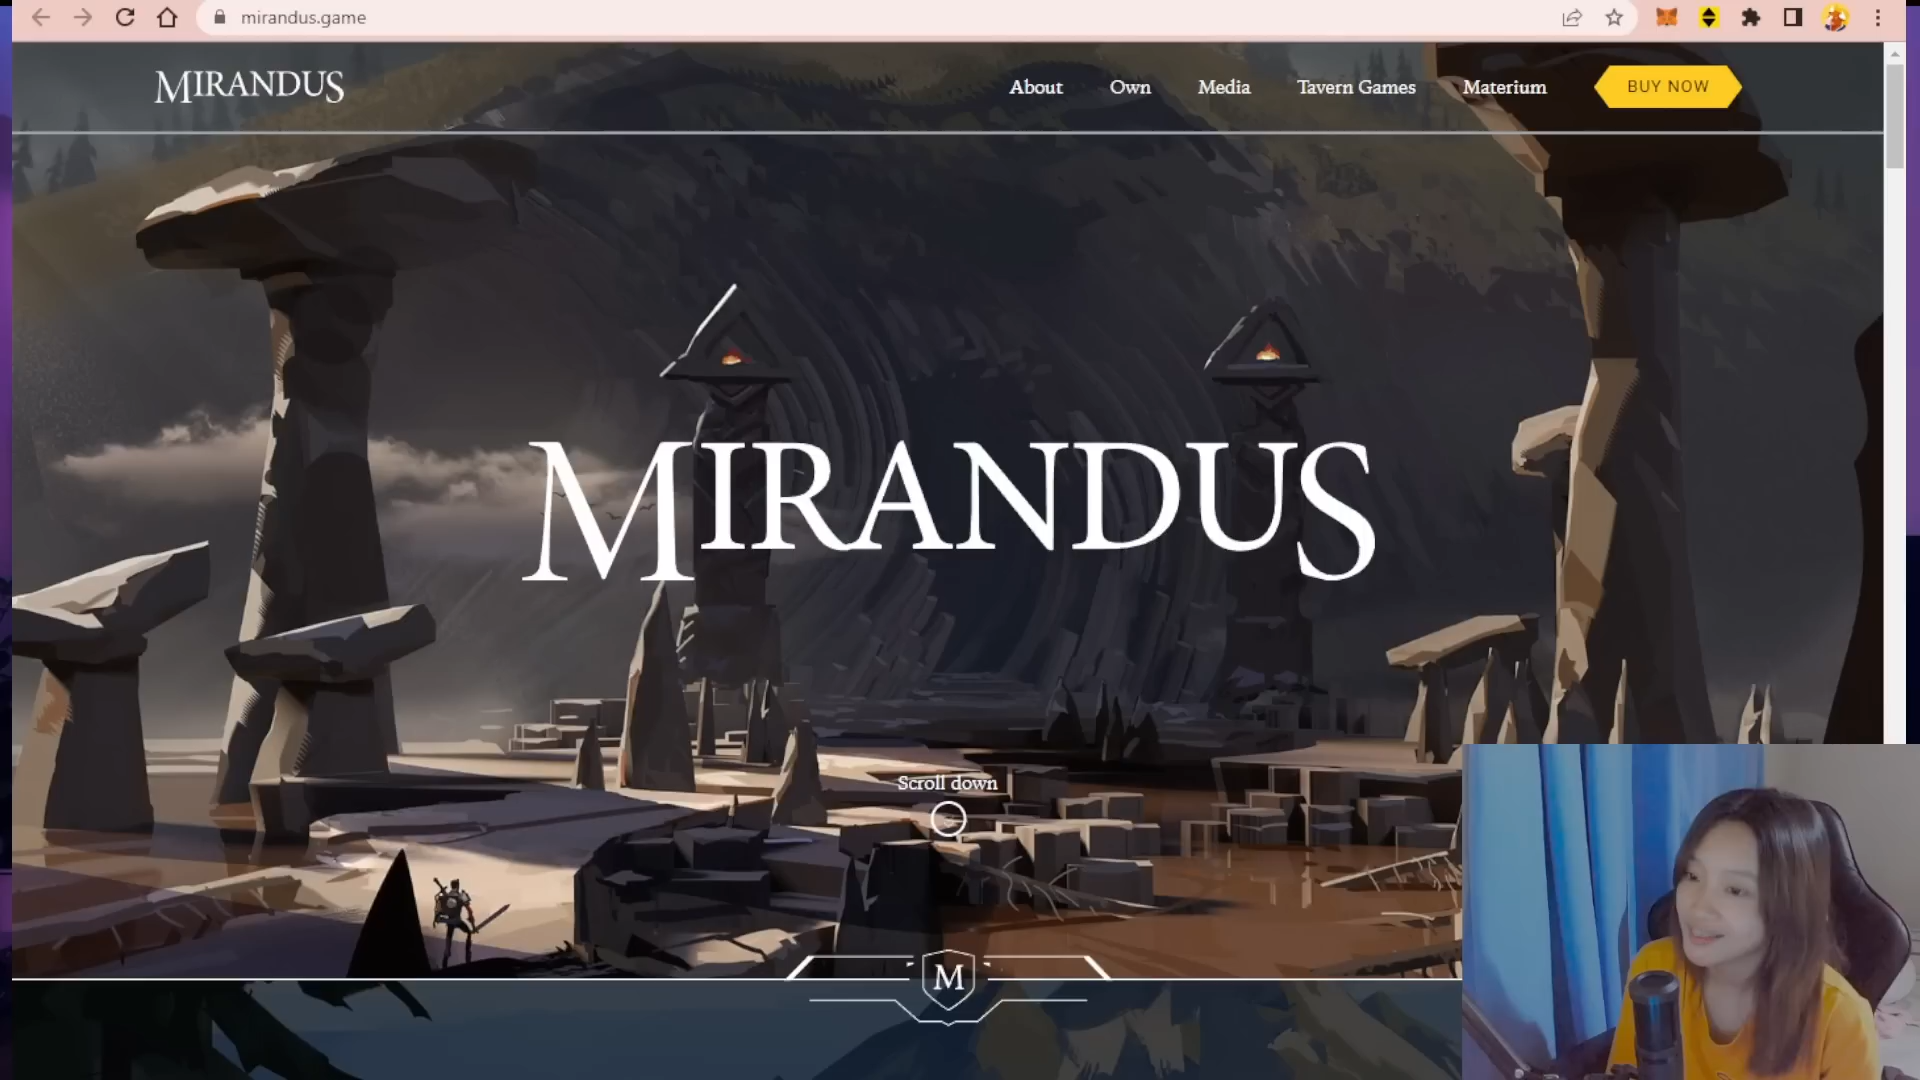 mirandus.game
MIRANDUS
About Own Media Tavern Games Materium BUY NOW
MIRANDUS
Scroll down
M